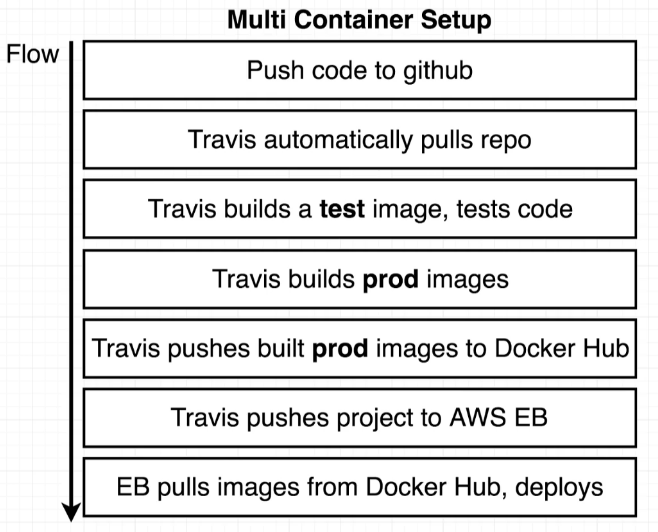 Multi Container Setup
Flow
Push code to github
Travis automatically pulls repo
Travis builds a test image, tests code
Travis builds prod images
Travis pushes built prod images to Docker Hub
Travis pushes project to AWS EB
EB pulls images from Docker Hub, deploys